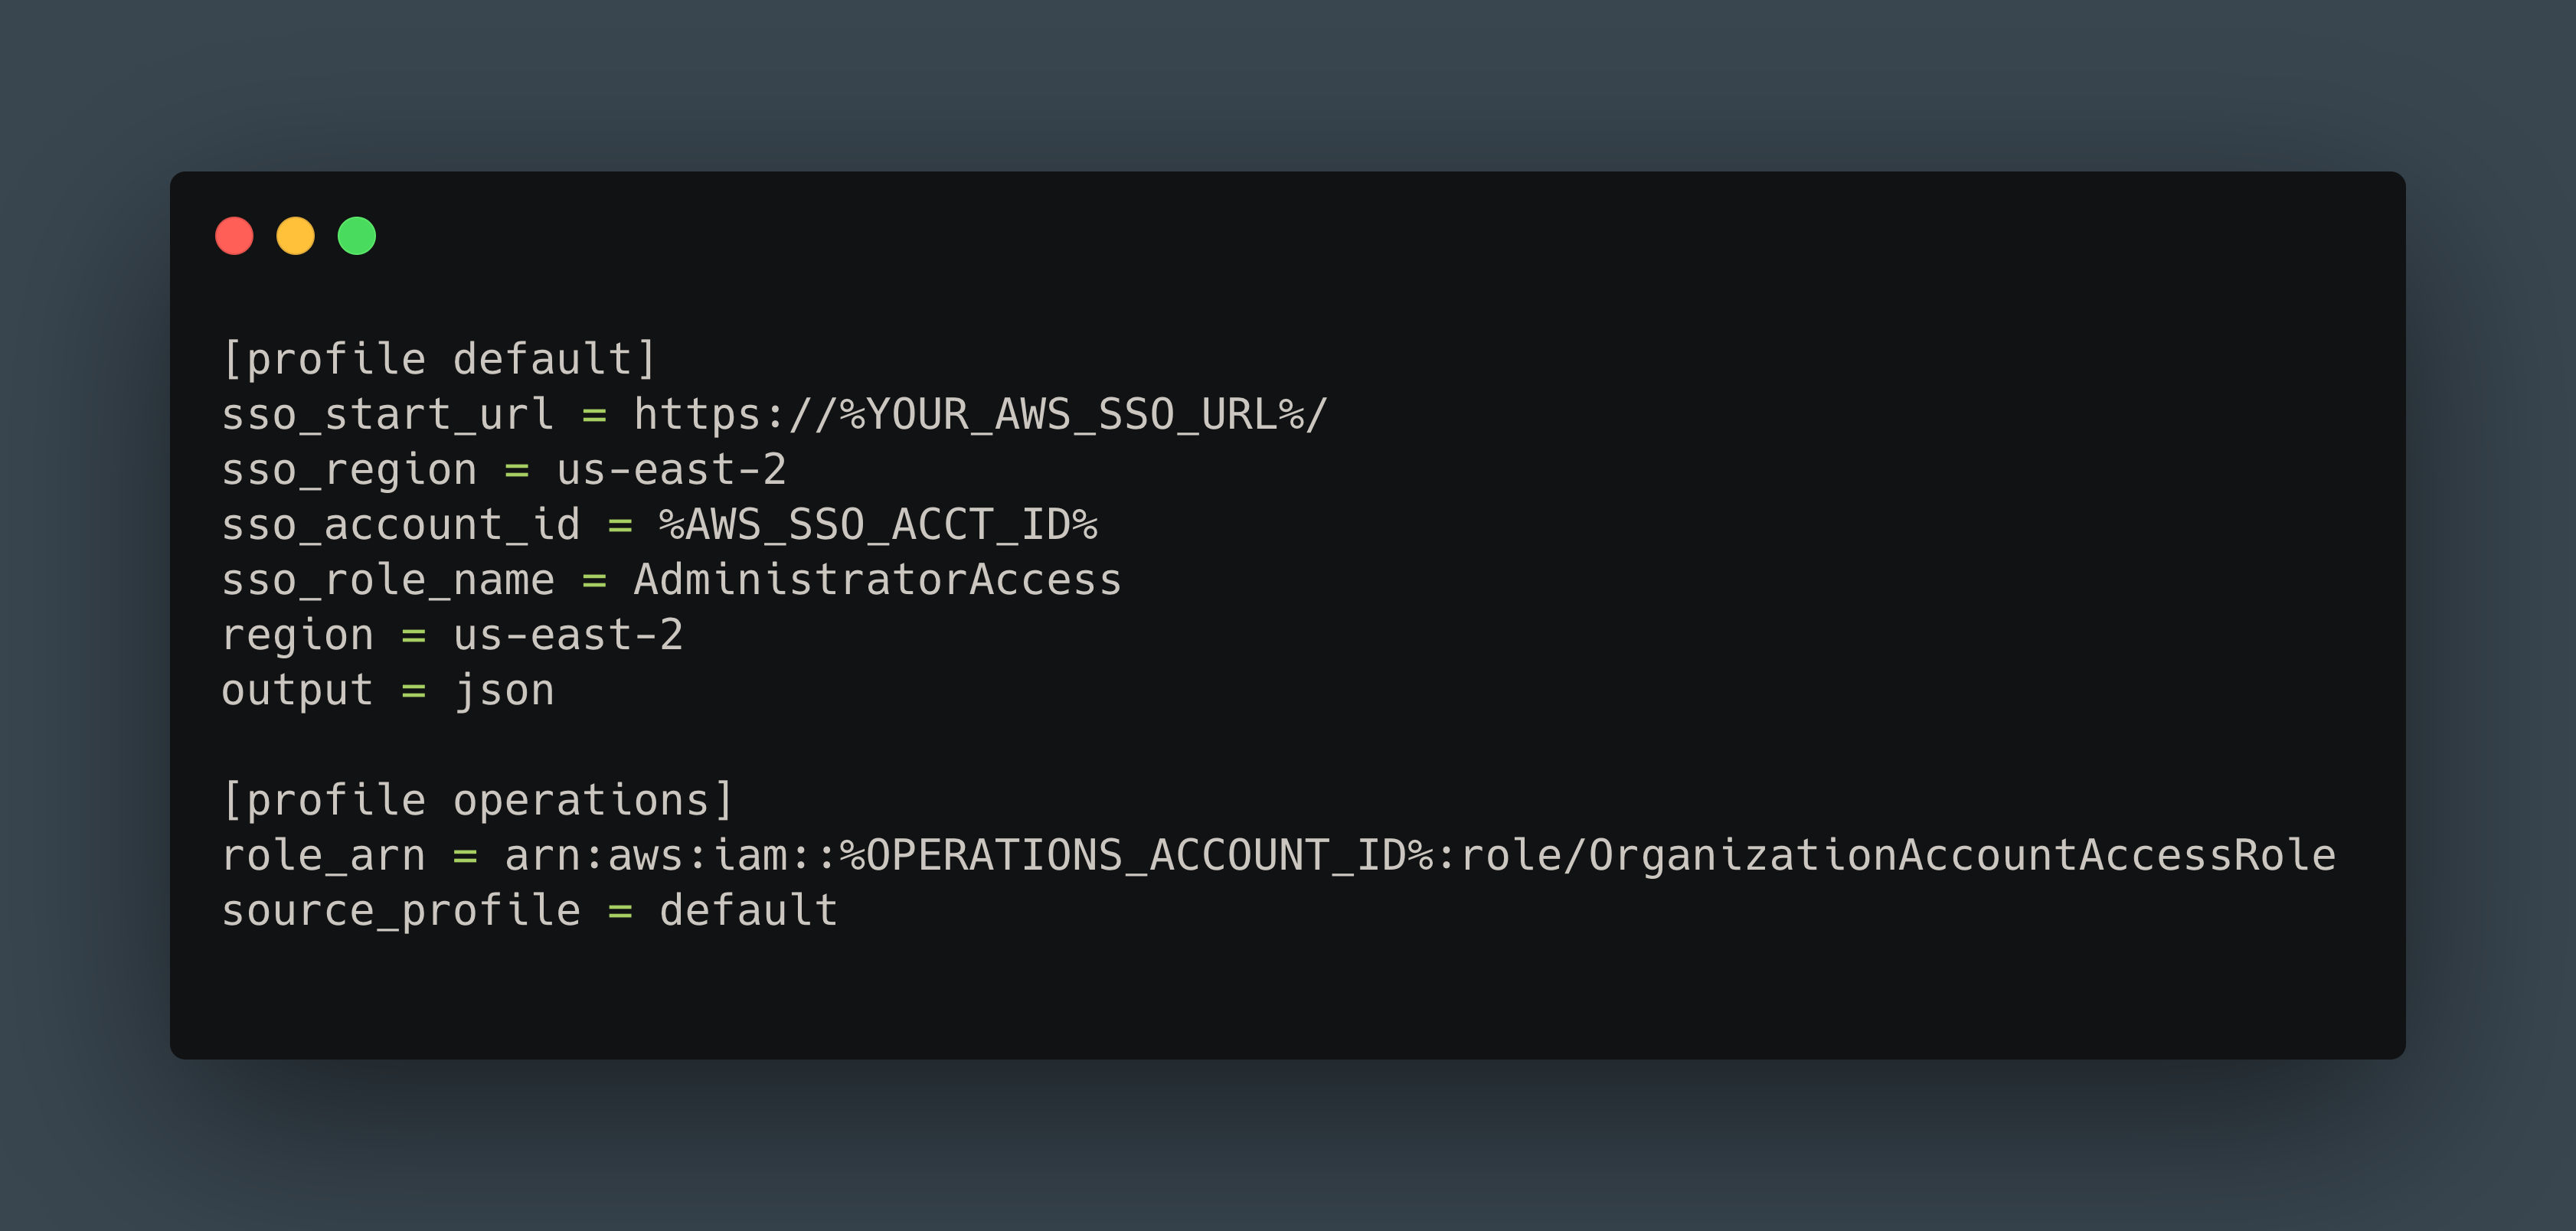 [profile default]
sso_start_url = https://%YOUR_AWS_SSO_URL%/
sso_region = us-east-2
sso_account_id = %AWS_SSO_ACCT_ID%
sso_role_name = AdministratorAccess
region = us-east-2
output = json

[profile operations]
role_arn = arn:aws:iam::%OPERATIONS_ACCOUNT_ID%:role/OrganizationAccountAccessRole
source_profile = default